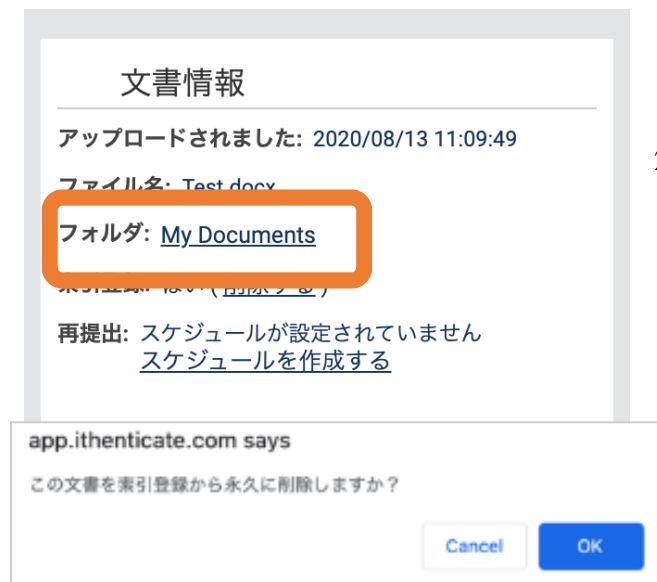 文書情報
アップロードされました: 2020/08/13 11:09:49
ファイル名: Test.docx
フォルダ: My Documents
索引登録: はい ( 削除する )
再提出: スケジュールが設定されていません
スケジュールを作成する
app.ithenticate.com says
この文書を索引登録から永久に削除しますか？
Cancel OK